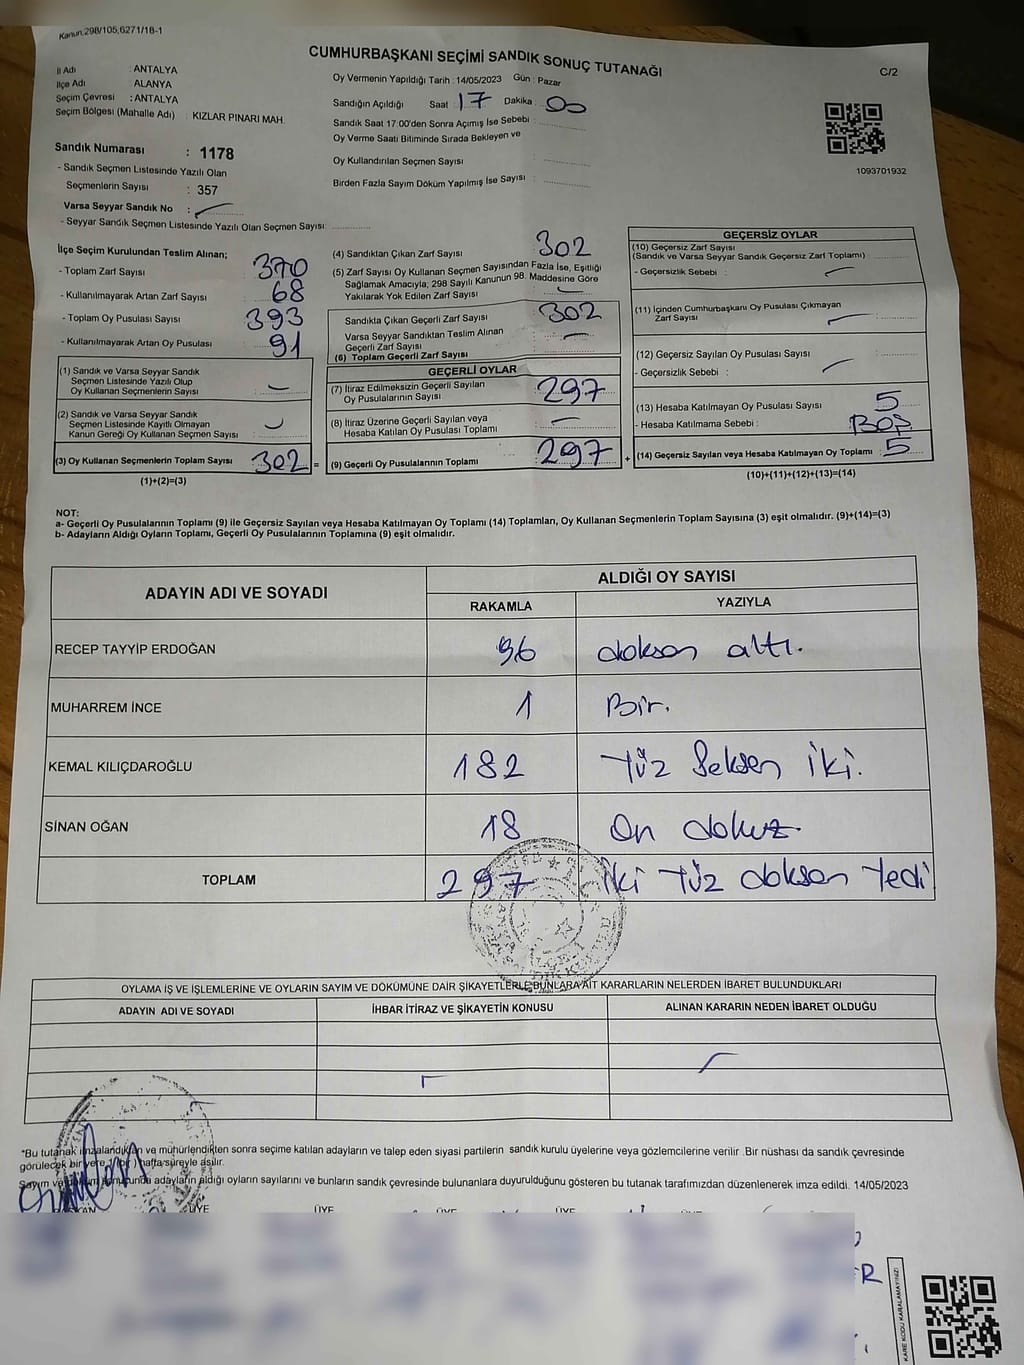 Kanun.298/105,6271/18-1
CUMHURBAŞKANI SEÇİMİ SANDIK SONUÇ TUTANAĞI
C/2
İl Adı : ANTALYA
İlçe Adı : ALANYA
Seçim Çevresi : ANTALYA
Seçim Bölgesi (Mahalle Adı) : KIZLAR PINARI MAH.
Sandık Numarası : 1178
- Sandık Seçmen Listesinde Yazılı Olan
Seçmenlerin Sayısı : 357
Varsa Seyyar Sandık No :
- Seyyar Sandık Seçmen Listesinde Yazılı Olan Seçmen Sayısı:
Oy Vermenin Yapıldığı Tarih : 14/05/2023 Gün : Pazar
Sandığın Açıldığı Saat : 17 Dakika : 00
Sandık Saat 17:00'den Sonra Açımış İse Sebebi :
Oy Verme Saati Bitiminde Sırada Bekleyen ve
Oy Kullandırılan Seçmen Sayısı :
Birden Fazla Sayım Döküm Yapılmış İse Sayısı :
1093701932
İlçe Seçim Kurulundan Teslim Alınan;
- Toplam Zarf Sayısı : 370
- Kullanılmayarak Artan Zarf Sayısı : 68
- Toplam Oy Pusulası Sayısı : 393
- Kullanılmayarak Artan Oy Pusulası : 91
(1) Sandık ve Varsa Seyyar Sandık
Seçmen Listesinde Yazılı Olup
Oy Kullanan Seçmenlerin Sayısı :
(2) Sandık ve Varsa Seyyar Sandık
Seçmen Listesinde Kayıtlı Olmayan
Kanun Gereği Oy Kullanan Seçmen Sayısı :
(3) Oy Kullanan Seçmenlerin Toplam Sayısı : 302 =
(1)+(2)=(3)
(4) Sandıktan Çıkan Zarf Sayısı : 302
(5) Zarf Sayısı Oy Kullanan Seçmen Sayısından Fazla İse, Eşitliği
Sağlamak Amacıyla; 298 Sayılı Kanunun 98. Maddesine Göre
Yakılarak Yok Edilen Zarf Sayısı :
Sandıkta Çıkan Geçerli Zarf Sayısı : 302
Varsa Seyyar Sandıktan Teslim Alınan
Geçerli Zarf Sayısı :
(6) Toplam Geçerli Zarf Sayısı
GEÇERLİ OYLAR
(7) İtiraz Edilmeksizin Geçerli Sayılan
Oy Pusulalarının Sayısı : 297
(8) İtiraz Üzerine Geçerli Sayılan veya
Hesaba Katılan Oy Pusulası Toplamı :
(9) Geçerli Oy Pusulalarının Toplamı : 297 +
GEÇERSİZ OYLAR
(10) Geçersiz Zarf Sayısı
(Sandık ve Varsa Seyyar Sandık Geçersiz Zarf Toplamı) :
- Geçersizlik Sebebi :
(11) İçinden Cumhurbaşkanı Oy Pusulası Çıkmayan
Zarf Sayısı :
(12) Geçersiz Sayılan Oy Pusulası Sayısı :
- Geçersizlik Sebebi :
(13) Hesaba Katılmayan Oy Pusulası Sayısı : 5
- Hesaba Katılmama Sebebi : BOŞ
(14) Geçersiz Sayılan veya Hesaba Katılmayan Oy Toplamı : 5
(10)+(11)+(12)+(13)=(14)
NOT:
a- Geçerli Oy Pusulalarının Toplamı (9) ile Geçersiz Sayılan veya Hesaba Katılmayan Oy Toplamı (14) Toplamları, Oy Kullanan Seçmenlerin Toplam Sayısına (3) eşit olmalıdır. (9)+(14)=(3)
b- Adayların Aldığı Oyların Toplamı, Geçerli Oy Pusulalarının Toplamına (9) eşit olmalıdır.
ADAYIN ADI VE SOYADI
ALDIĞI OY SAYISI
RAKAMLA YAZIYLA
RECEP TAYYİP ERDOĞAN 96 doksan altı.
MUHARREM İNCE 1 Bir.
KEMAL KILIÇDAROĞLU 182 Yüz Seksen iki.
SİNAN OĞAN 18 On dokuz
TOPLAM 297 iki Yüz doksan Yedi
OYLAMA İŞ VE İŞLEMLERİNE VE OYLARIN SAYIM VE DÖKÜMÜNE DAİR ŞİKAYETLERLE BUNLARA AİT KARARLARIN NELERDEN İBARET BULUNDUKLARI
ADAYIN ADI VE SOYADI İHBAR İTİRAZ VE ŞİKAYETİN KONUSU ALINAN KARARIN NEDEN İBARET OLDUĞU
*Bu tutanak imzalandıktan ve mühürlendikten sonra seçime katılan adayların ve talep eden siyasi partilerin sandık kurulu üyelerine veya gözlemcilerine verilir .Bir nüshası da sandık çevresinde
görülecek bir yere 1 (bir ) hafta süreyle asılır.
Sayım ve döküm sonucunda adayların aldığı oyların sayılarını ve bunların sandık çevresinde bulunanlara duyurulduğunu gösteren bu tutanak tarafımızdan düzenlenerek imza edildi. 14/05/2023
BAŞKAN ÜYE ÜYE ÜYE ÜYE ÜYE
KARE KODU KARALAMAYINIZ!